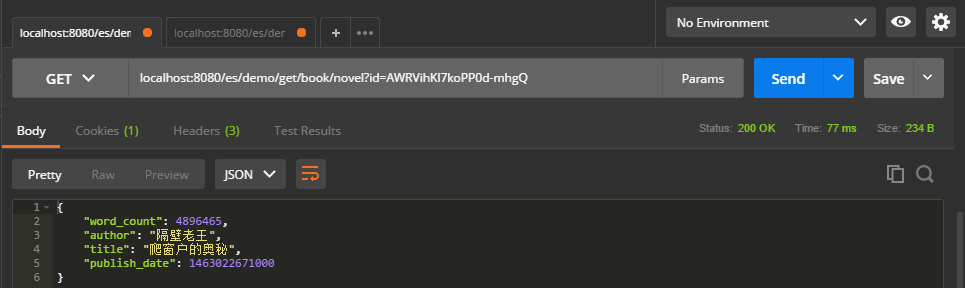 localhost:8080/es/den
localhost:8080/es/den
+
•••
No Environment
GET
localhost:8080/es/demo/get/book/novel?id=AWRVihKI7koPP0d-mhgQ
Params
Send
Save
Body
Cookies (1)
Headers (3)
Test Results
Status: 200 OK
Time: 77 ms
Size: 234 B
Pretty
Raw
Preview
JSON
1 {
2 "word_count": 4896465,
3 "author": "隔壁老王",
4 "title": "爬窗户的奥秘",
5 "publish_date": 1463022671000
6 }